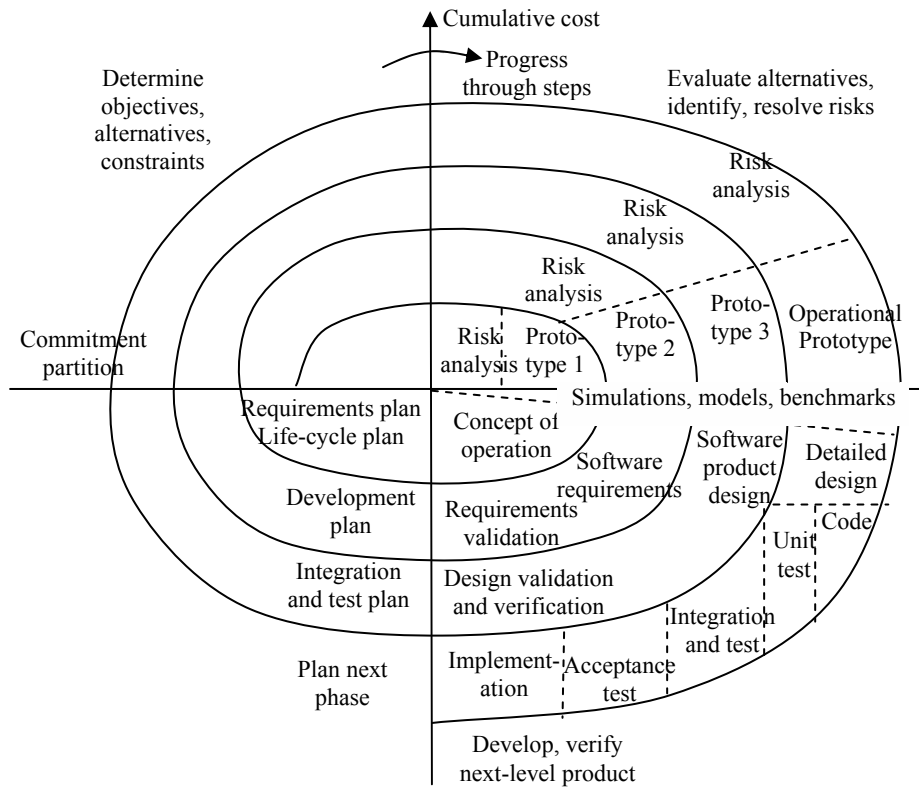 Cumulative cost
Progress
through steps
Determine
objectives,
alternatives,
constraints
Evaluate alternatives,
identify, resolve risks
Risk
analysis
Risk
analysis
Risk
analysis
Risk
analysis
Proto-
type 1
Proto-
type 2
Proto-
type 3
Operational
Prototype
Commitment
partition
Simulations, models, benchmarks
Requirements plan
Life-cycle plan
Concept of
operation
Software
requirements
Software
product
design
Detailed
design
Development
plan
Requirements
validation
Code
Unit
test
Integration
and test plan
Design validation
and verification
Integration
and test
Plan next
phase
Implement-
ation
Acceptance
test
Develop, verify
next-level product